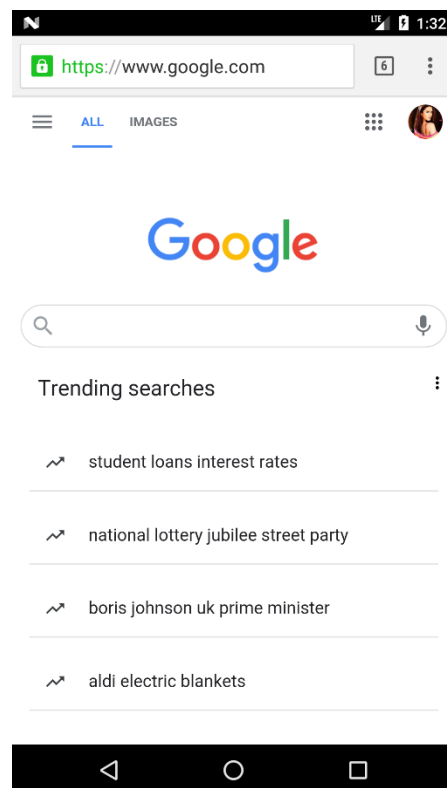 LTE 1:32
https://www.google.com 6
ALL IMAGES
Google
Trending searches
student loans interest rates
national lottery jubilee street party
boris johnson uk prime minister
aldi electric blankets